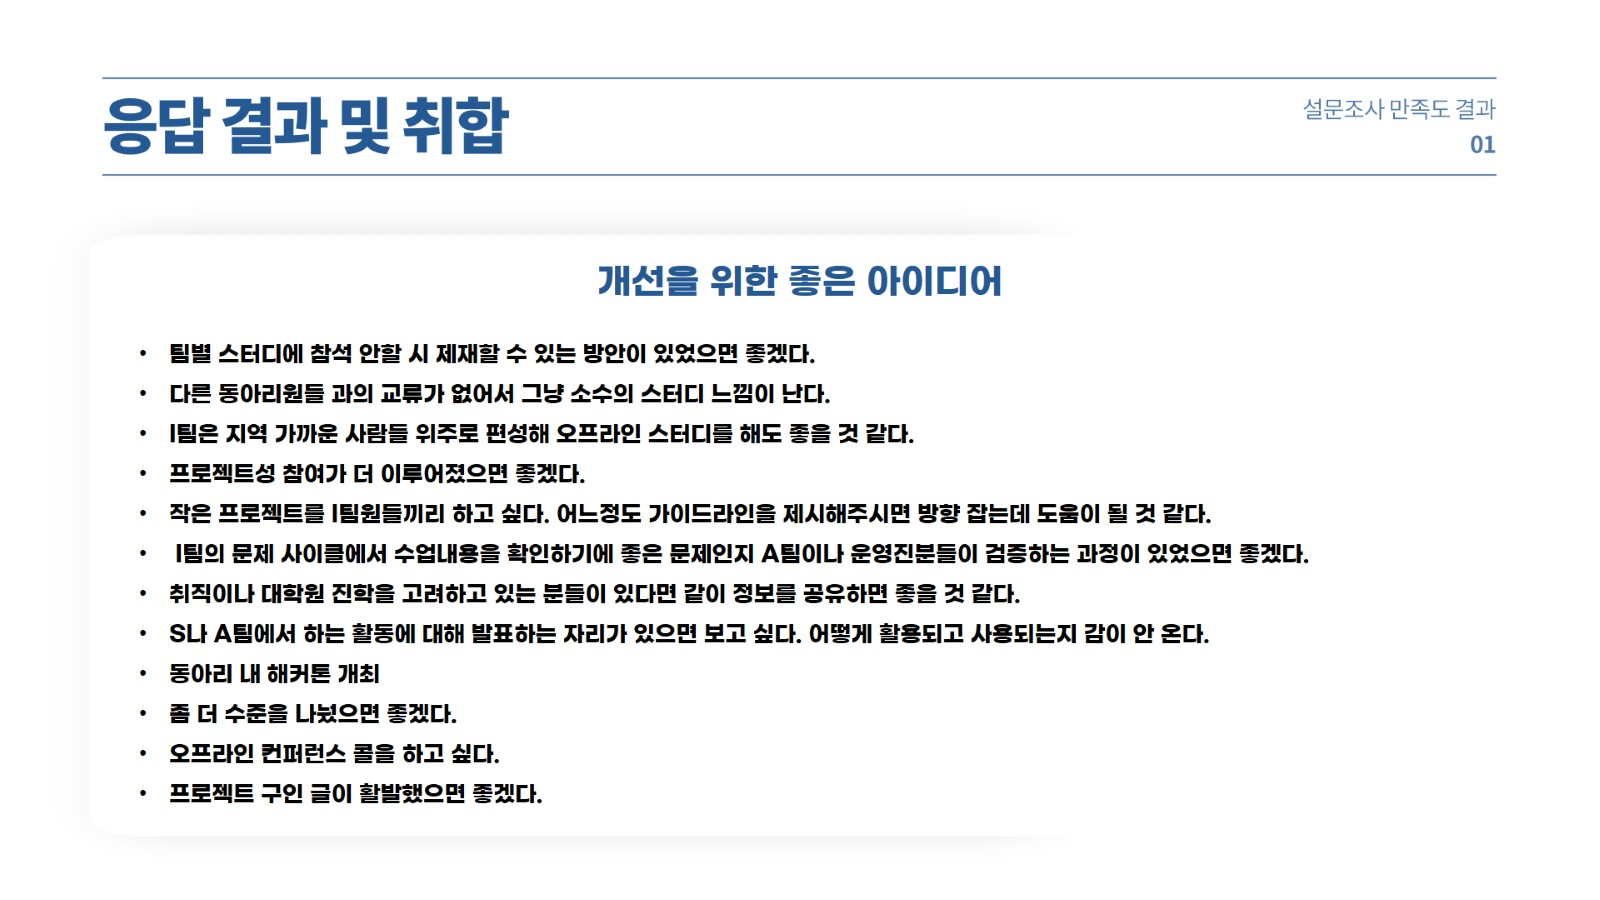 응답 결과 및 취합
설문조사 만족도 결과
01
개선을 위한 좋은 아이디어
• 팀별 스터디에 참석 안할 시 제재할 수 있는 방안이 있었으면 좋겠다.
• 다른 동아리원들 과의 교류가 없어서 그냥 소수의 스터디 느낌이 난다.
• I팀은 지역 가까운 사람들 위주로 편성해 오프라인 스터디를 해도 좋을 것 같다.
• 프로젝트성 참여가 더 이루어졌으면 좋겠다.
• 작은 프로젝트를 I팀원들끼리 하고 싶다. 어느정도 가이드라인을 제시해주시면 방향 잡는데 도움이 될 것 같다.
• I팀의 문제 사이클에서 수업내용을 확인하기에 좋은 문제인지 A팀이나 운영진분들이 검증하는 과정이 있었으면 좋겠다.
• 취직이나 대학원 진학을 고려하고 있는 분들이 있다면 같이 정보를 공유하면 좋을 것 같다.
• S나 A팀에서 하는 활동에 대해 발표하는 자리가 있으면 보고 싶다. 어떻게 활용되고 사용되는지 감이 안 온다.
• 동아리 내 해커톤 개최
• 좀 더 수준을 나눴으면 좋겠다.
• 오프라인 컨퍼런스 콜을 하고 싶다.
• 프로젝트 구인 글이 활발했으면 좋겠다.